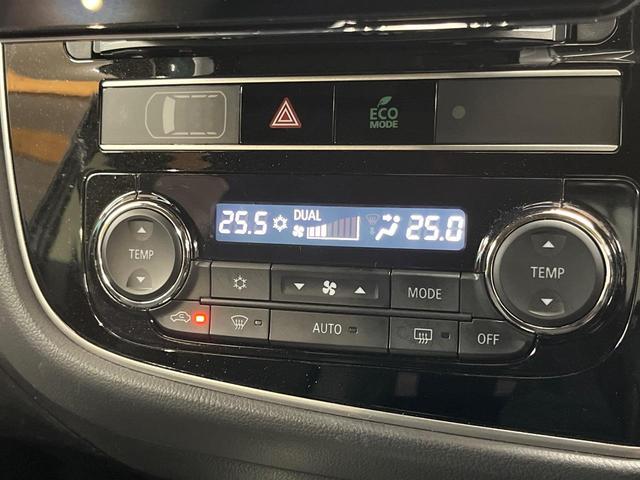 ECO
MODE
25.5 DUAL 25.0
TEMP
TEMP
MODE
AUTO
OFF